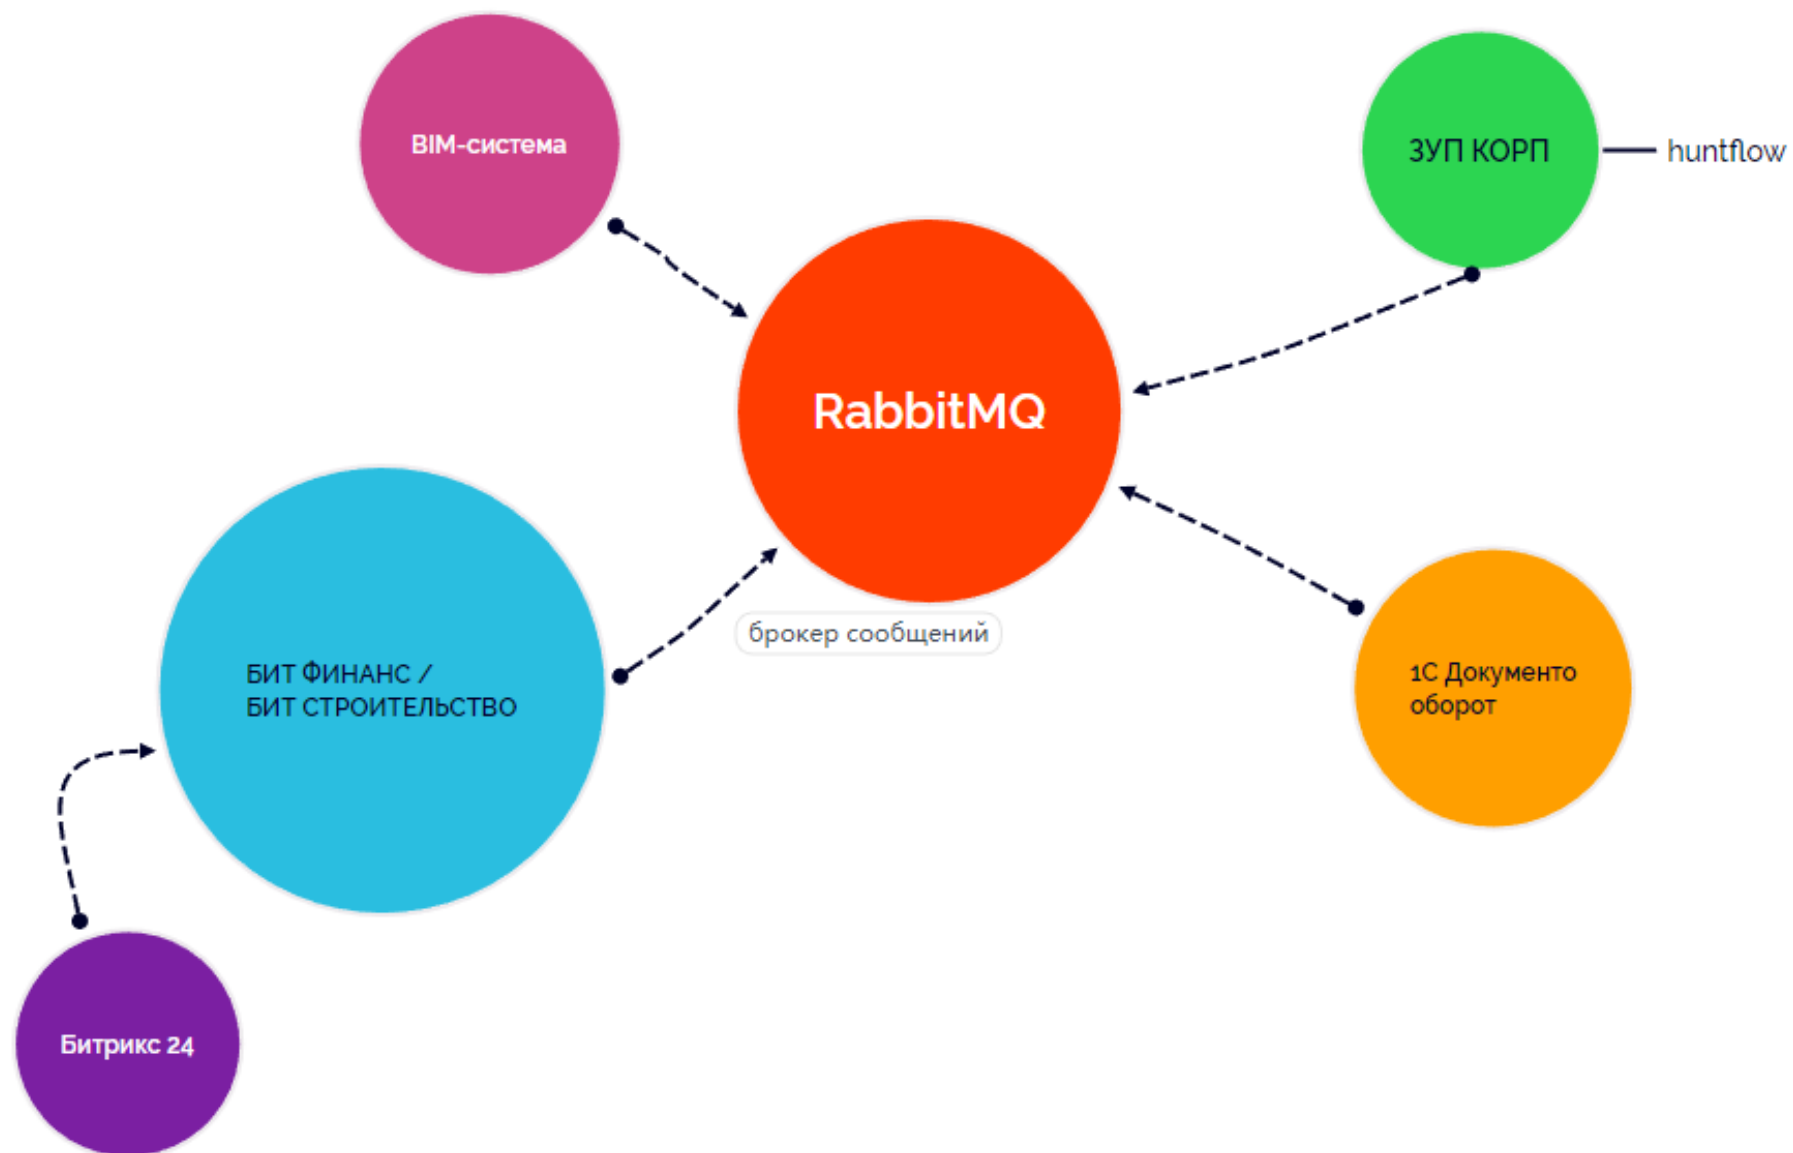 BIM-система
ЗУП КОРП
huntflow
RabbitMQ
брокер сообщений
БИТ ФИНАНС /
БИТ СТРОИТЕЛЬСТВО
1С Документо
оборот
Битрикс 24